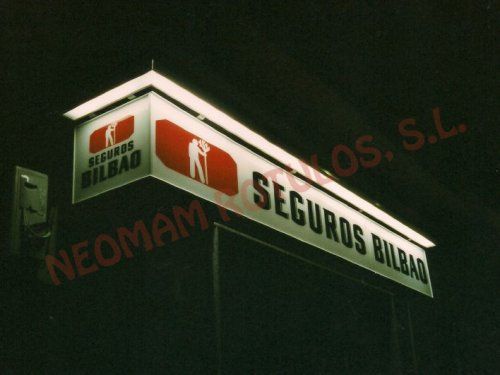 SEGUROS
BILBAO
SEGUROS BILBAO
NEOMAM ROTULOS, S.L.